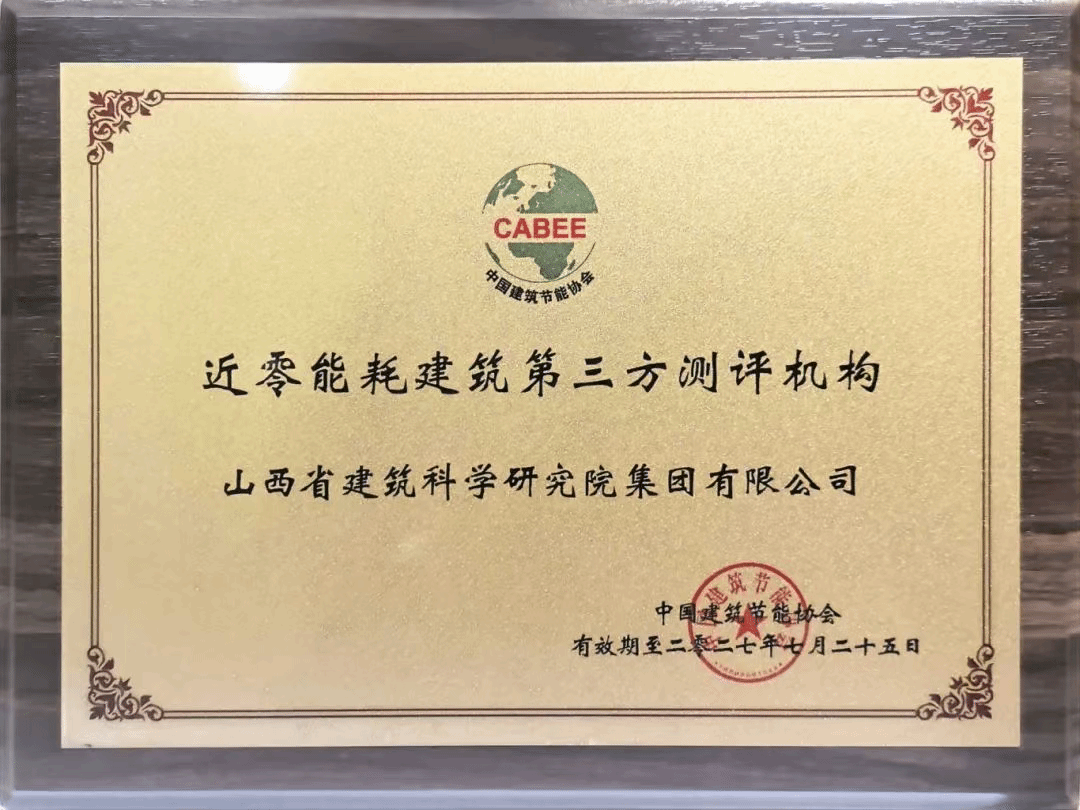 CABEE
中国建筑节能协会
近零能耗建筑第三方测评机构
山西省建筑科学研究院集团有限公司
中国建筑节能协会
有效期至二零二七年七月二十五日